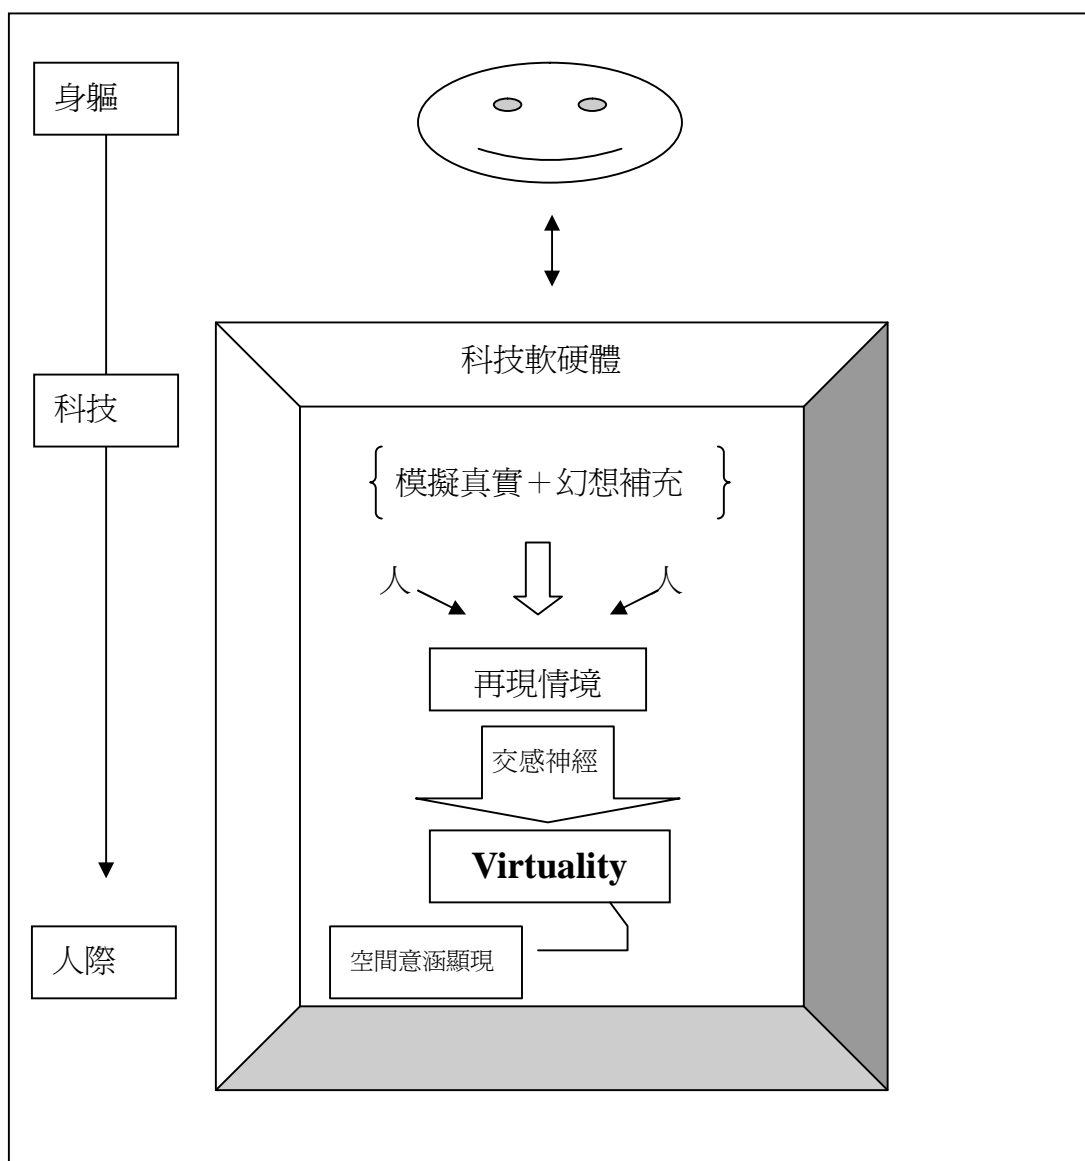 身軀
科技軟硬體
科技
｛模擬真實＋幻想補充｝
人
人
再現情境
交感神經
Virtuality
人際
空間意涵顯現